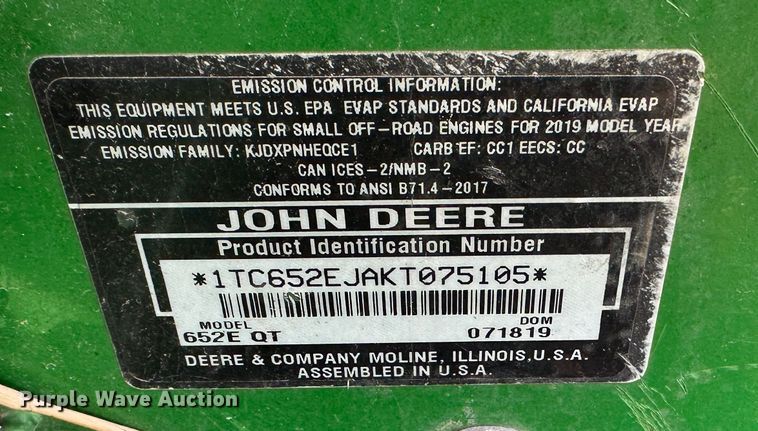 EMISSION CONTROL INFORMATION:
THIS EQUIPMENT MEETS U.S. EPA EVAP STANDARDS AND CALIFORNIA EVAP
EMISSION REGULATIONS FOR SMALL OFF-ROAD ENGINES FOR 2019 MODEL YEAR
EMISSION FAMILY: KJDXPNHEQCE1 CARB EF: CC1 EECS: CC
CAN ICES-2/NMB-2
CONFORMS TO ANSI B71.4-2017
JOHN DEERE
Product Identification Number
*1TC652EJAKT075105*
MODEL DOM
652E QT 071819
DEERE & COMPANY MOLINE, ILLINOIS,U.S.A.
ASSEMBLED IN U.S.A.
Purple Wave Auction